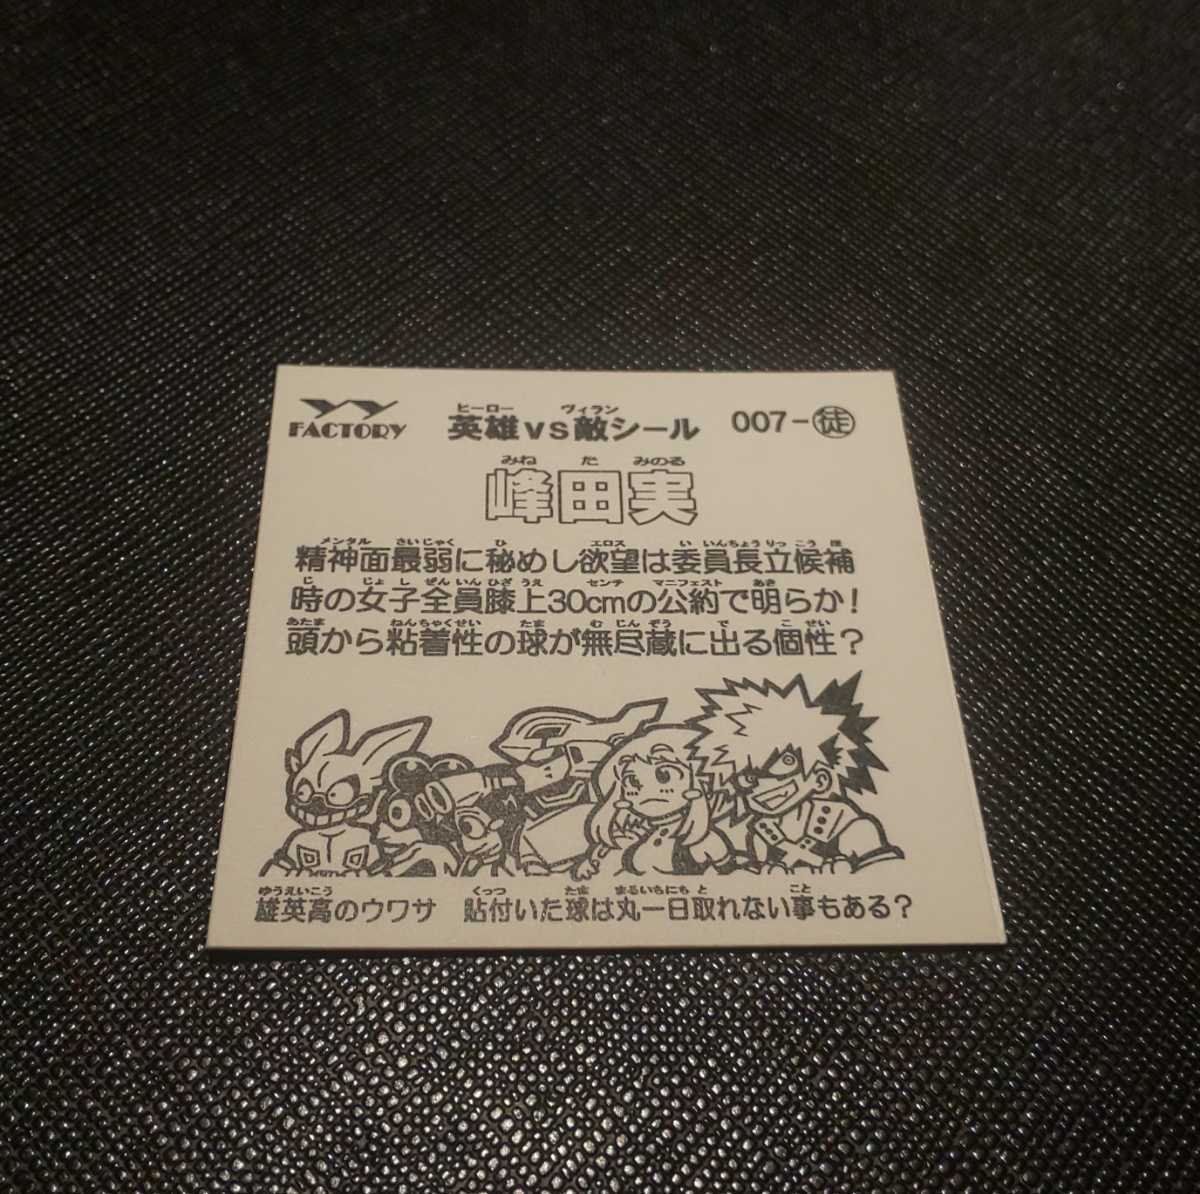 YY FACTORY
英雄vs敵シール 007-徒
ヒーロー ヴィラン
みね た みのる
峰田実
メンタル さいじゃく ひ エロス い いんちょうりっ こう ほ
精神面最弱に秘めし欲望は委員長立候補
じ じょ し ぜんいんひざ うえ センチ マニフェスト あき
時の女子全員膝上30cmの公約で明らか!
あたま ねんちゃくせい たま む じん ぞう で こ せい
頭から粘着性の球が無尽蔵に出る個性?
ゆうえいこう くっつ たま まるいちにち と こと
雄英高のウワサ 貼付いた球は丸一日取れない事もある?